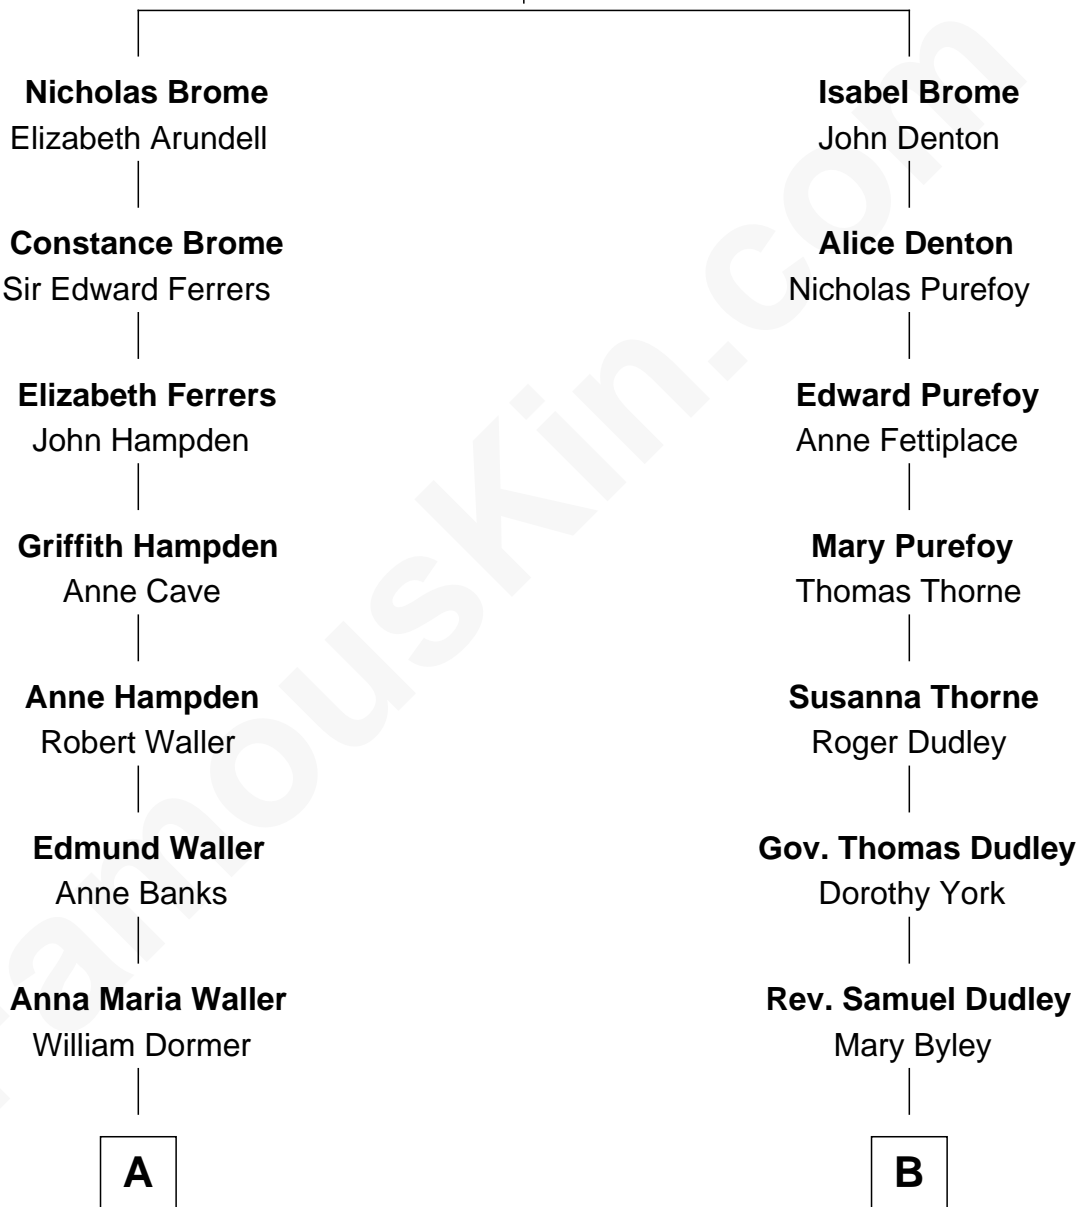 Nicholas Brome
Elizabeth Arundell
Constance Brome
Sir Edward Ferrers
Elizabeth Ferrers
John Hampden
Griffith Hampden
Anne Cave
Anne Hampden
Robert Waller
Edmund Waller
Anne Banks
Anna Maria Waller
William Dormer
A
Isabel Brome
John Denton
Alice Denton
Nicholas Purefoy
Edward Purefoy
Anne Fettiplace
Mary Purefoy
Thomas Thorne
Susanna Thorne
Roger Dudley
Gov. Thomas Dudley
Dorothy York
Rev. Samuel Dudley
Mary Byley
B
FamousKin.com